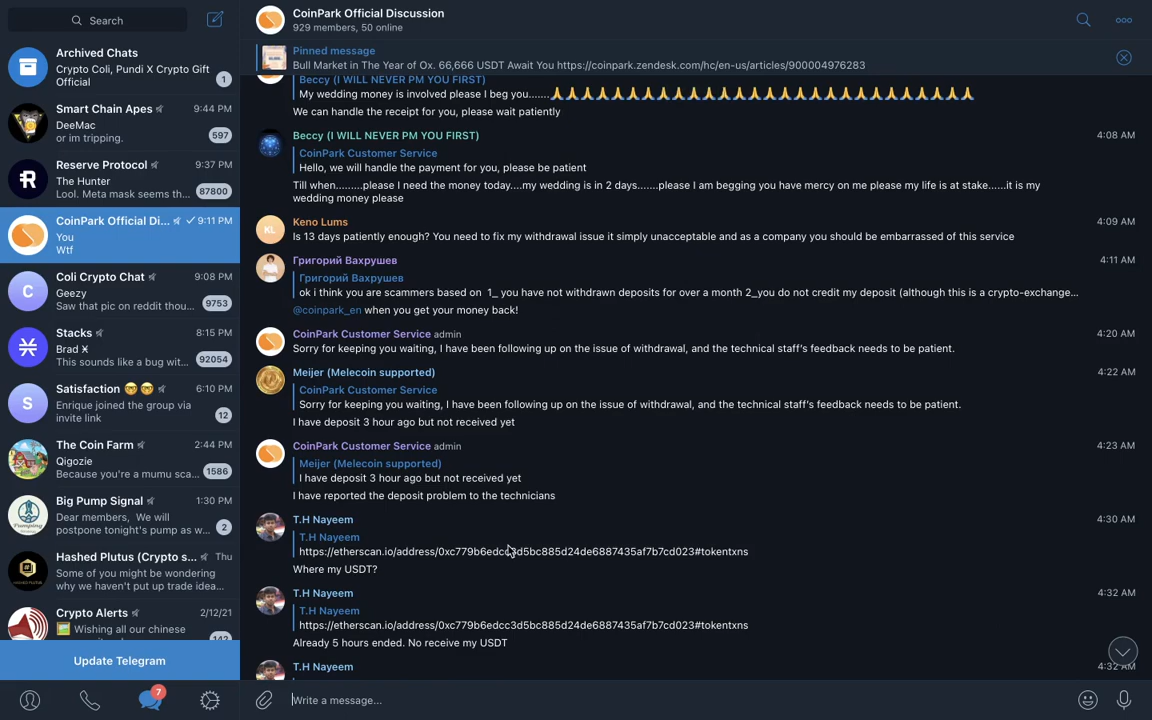 Search
Archived Chats
Crypto Coli, Pundi X Crypto Gift
Official
1
Smart Chain Apes
9:44 PM
DeeMac
or im tripping.
597
Reserve Protocol
9:37 PM
The Hunter
Lool. Meta mask seems th...
87800
CoinPark Official Di...
9:11 PM
You
Wtf
Coli Crypto Chat
9:08 PM
Geezy
Saw that pic on reddit thou...
9753
Stacks
8:15 PM
Brad Ӿ
This sounds like a bug wit...
92054
Satisfaction 🤓 🤓
6:10 PM
Enrique joined the group via
invite link
12
The Coin Farm
2:44 PM
Qigozie
Because you're a mumu sca...
1586
Big Pump Signal
1:30 PM
Dear members, We will
postpone tonight's pump as w...
2
Hashed Plutus (Crypto s...
Thu
Some of you might be wondering
why we haven't put up trade idea...
Crypto Alerts
2/12/21
🖼️ Wishing all our chinese
142
Update Telegram
7
CoinPark Official Discussion
929 members, 50 online
Pinned message
Bull Market in The Year of Ox. 66,666 USDT Await You https://coinpark.zendesk.com/hc/en-us/articles/900004976283
Beccy (I WILL NEVER PM YOU FIRST)
My wedding money is involved please I beg you.......🙏🙏🙏🙏🙏🙏🙏🙏🙏🙏🙏🙏🙏🙏🙏🙏🙏🙏🙏🙏🙏🙏🙏🙏
We can handle the receipt for you, please wait patiently
Beccy (I WILL NEVER PM YOU FIRST)
4:08 AM
CoinPark Customer Service
Hello, we will handle the payment for you, please be patient
Till when.........please I need the money today....my wedding is in 2 days.......please I am begging you have mercy on me please my life is at stake......it is my
wedding money please
KL
Keno Lums
4:09 AM
Is 13 days patiently enough? You need to fix my withdrawal issue it simply unacceptable and as a company you should be embarrassed of this service
Григорий Вахрушев
4:11 AM
Григорий Вахрушев
ok i think you are scammers based on 1_ you have not withdrawn deposits for over a month 2_you do not credit my deposit (although this is a crypto-exchange...
@coinpark_en when you get your money back!
CoinPark Customer Service admin
4:20 AM
Sorry for keeping you waiting, I have been following up on the issue of withdrawal, and the technical staff's feedback needs to be patient.
Meijer (Melecoin supported)
4:22 AM
CoinPark Customer Service
Sorry for keeping you waiting, I have been following up on the issue of withdrawal, and the technical staff's feedback needs to be patient.
I have deposit 3 hour ago but not received yet
CoinPark Customer Service admin
4:23 AM
Meijer (Melecoin supported)
I have deposit 3 hour ago but not received yet
I have reported the deposit problem to the technicians
T.H Nayeem
4:30 AM
T.H Nayeem
https://etherscan.io/address/0xc779b6edcc3d5bc885d24de6887435af7b7cd023#tokentxns
Where my USDT?
T.H Nayeem
4:32 AM
T.H Nayeem
https://etherscan.io/address/0xc779b6edcc3d5bc885d24de6887435af7b7cd023#tokentxns
Already 5 hours ended. No receive my USDT
T.H Nayeem
4:32 AM
Write a message...